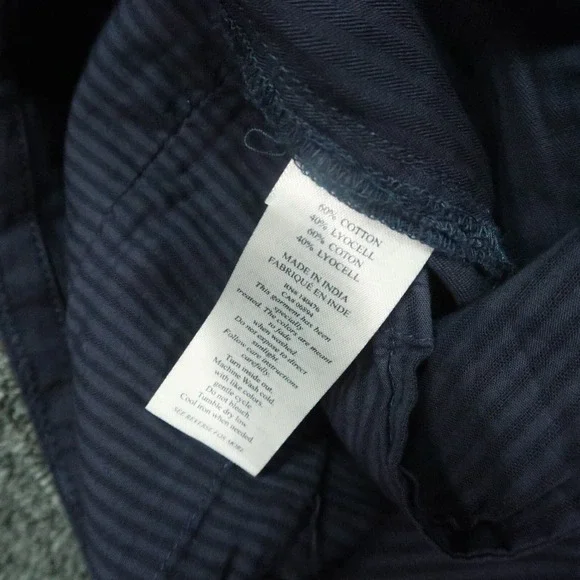 60% COTTON
40% LYOCELL
60% COTON
40% LYOCELL
MADE IN INDIA
FABRIQUÉ EN INDE
RN# 140476
CA# 06894
This garment has been
specially
treated. The colors are meant
to fade
when washed.
Do not expose to direct
sunlight.
Follow care instructions
carefully.
Turn inside out.
Machine Wash cold,
with like colors,
gentle cycle.
Do not bleach.
Tumble dry low.
Cool iron when needed.
SEE REVERSE FOR MORE